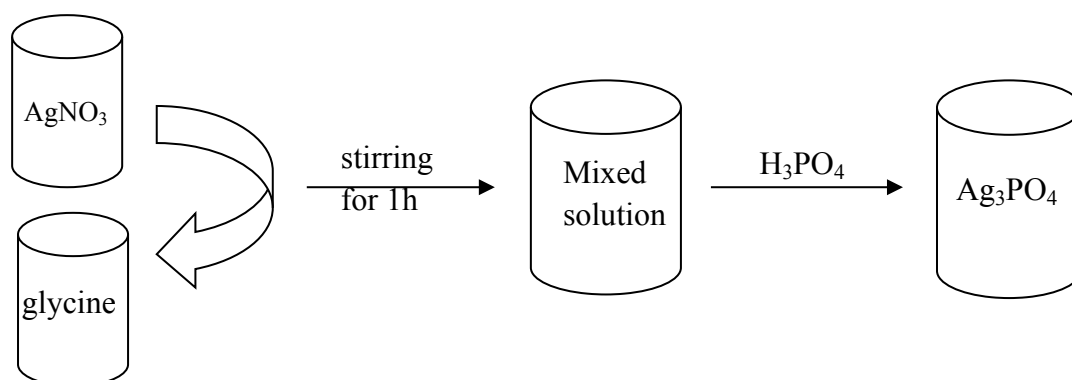 AgNO₃
glycine
stirring
for 1h
Mixed
solution
H₃PO₄
Ag₃PO₄